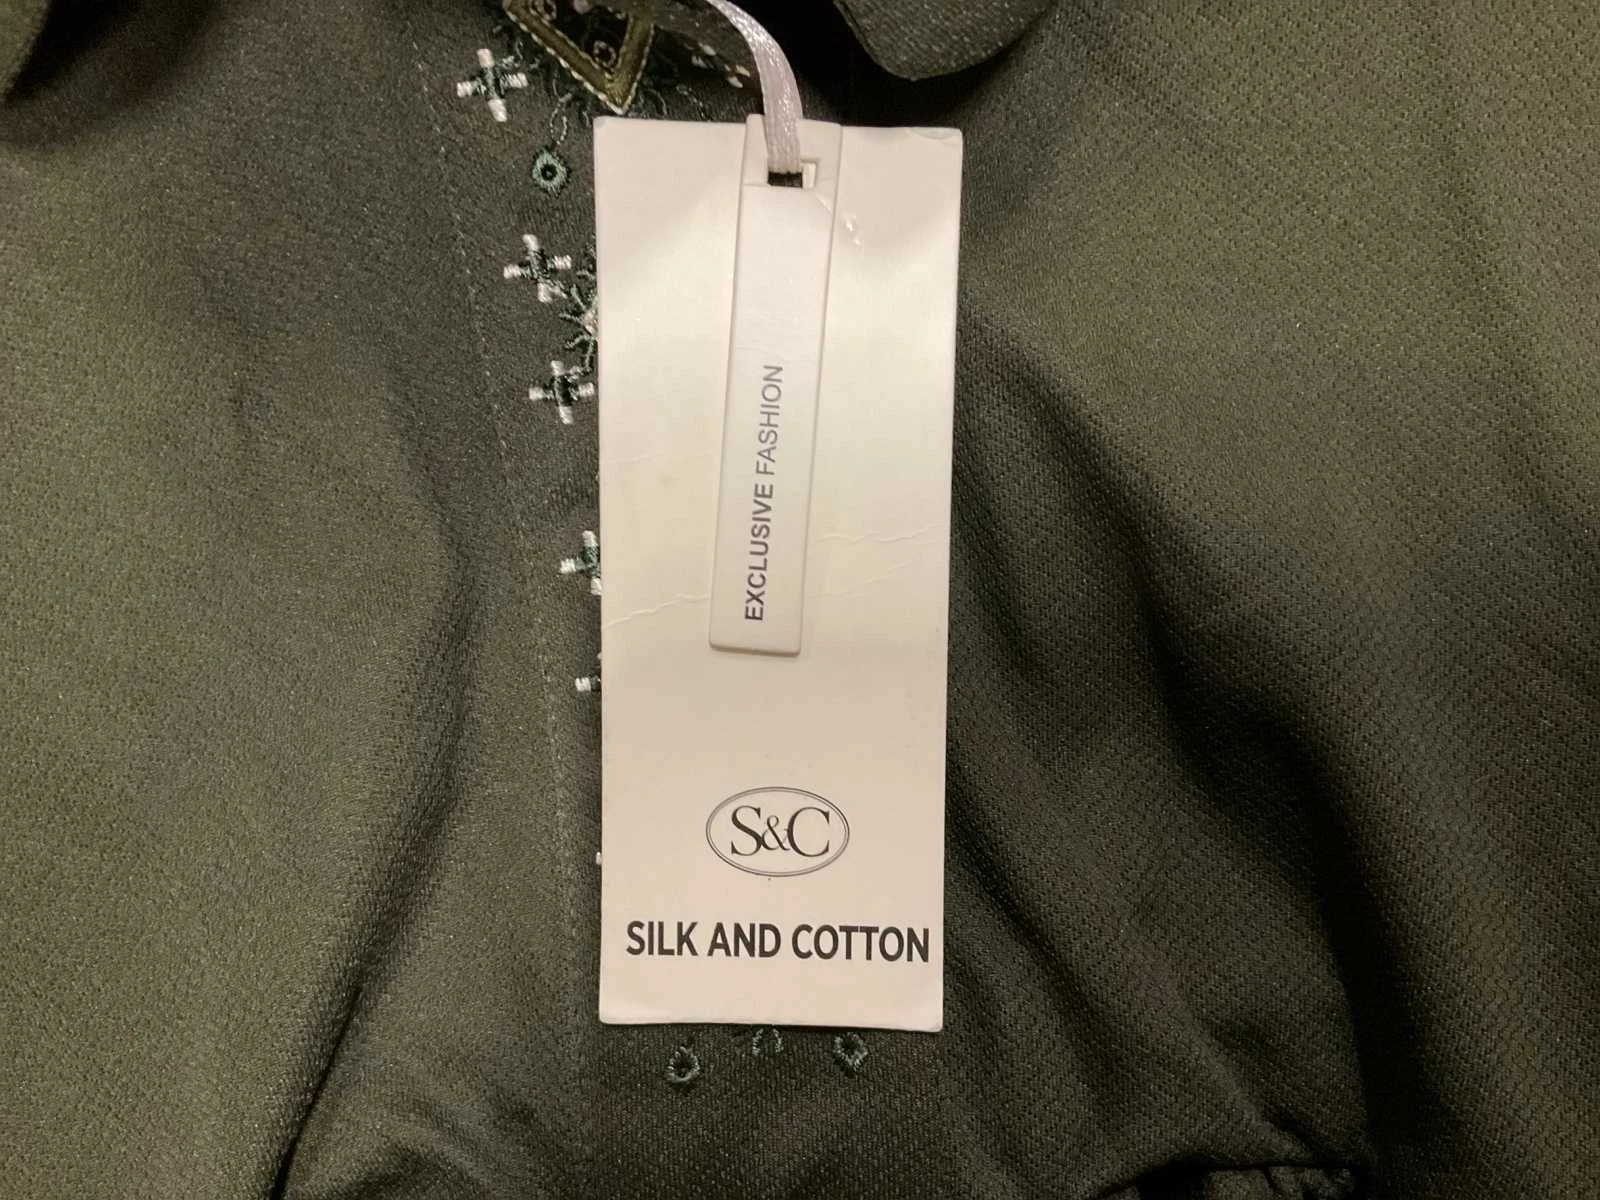 EXCLUSIVE FASHION
S&C
SILK AND COTTON